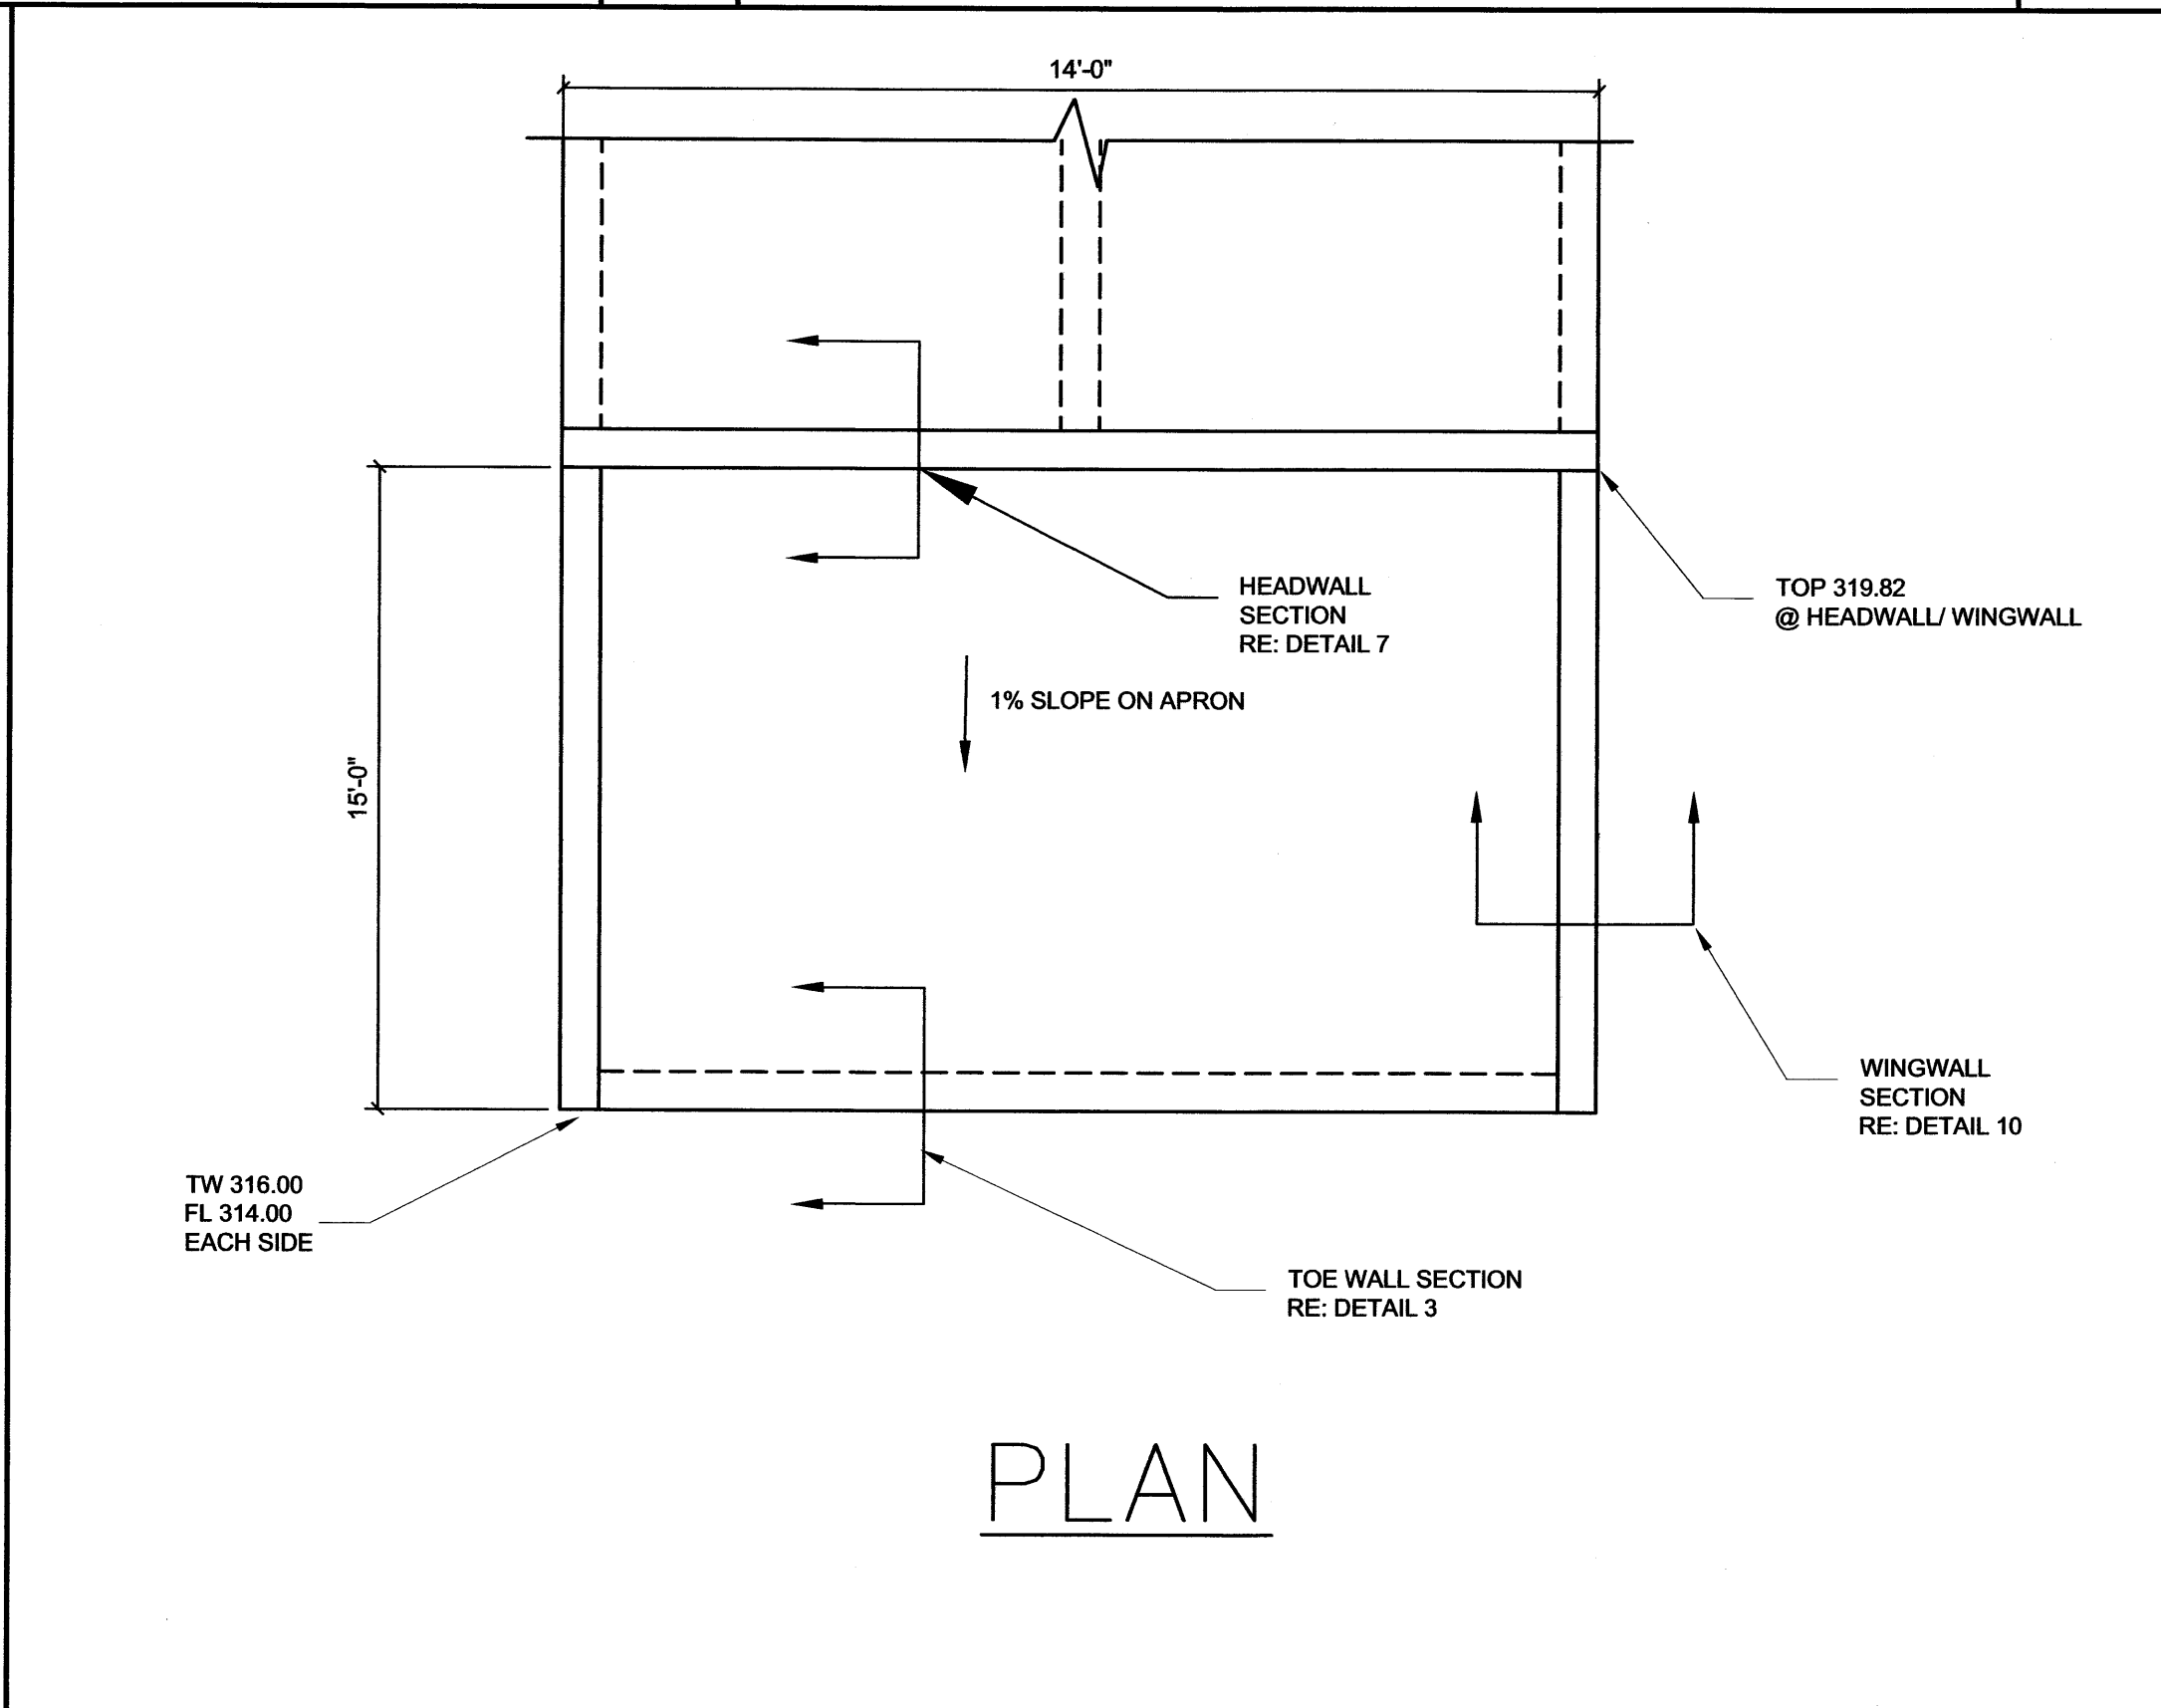 14'-0"
HEADWALL
SECTION
RE: DETAIL 7
TOP 319.82
@ HEADWALL/ WINGWALL
1% SLOPE ON APRON
15'-0"
WINGWALL
SECTION
RE: DETAIL 10
TW 316.00
FL 314.00
EACH SIDE
TOE WALL SECTION
RE: DETAIL 3
PLAN